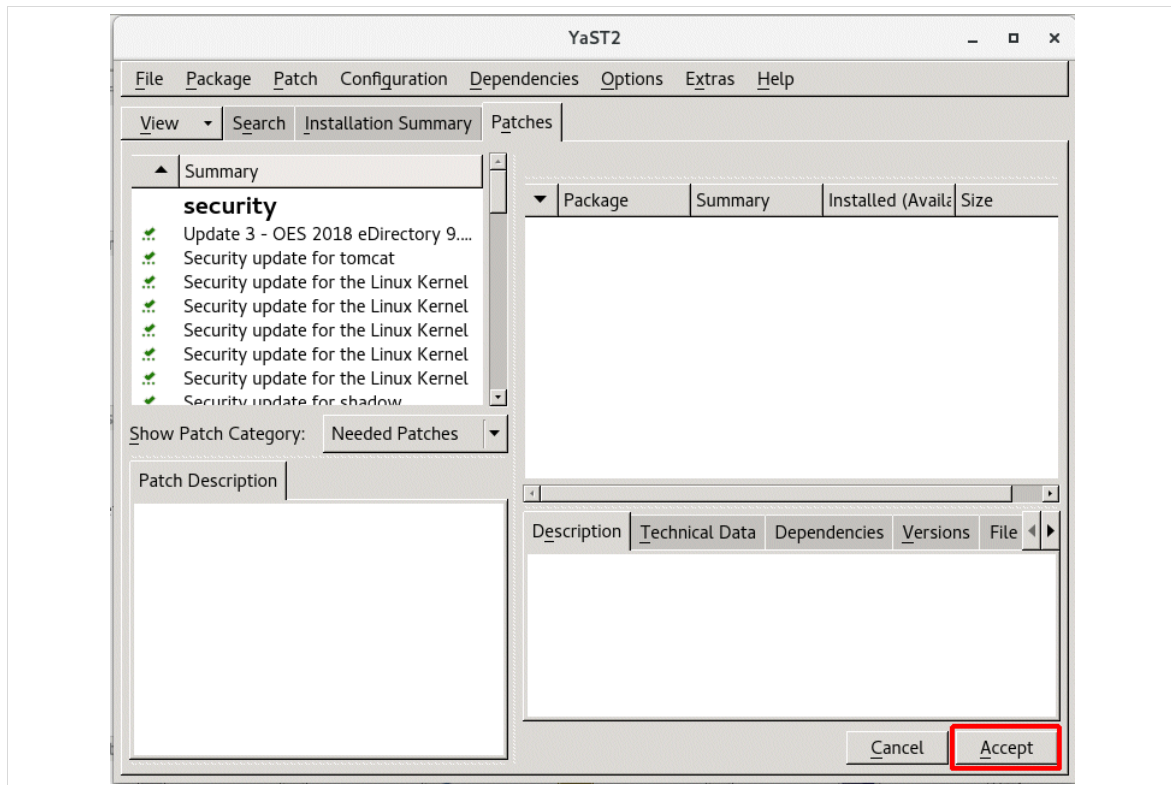 YaST2
File Package Patch Configuration Dependencies Options Extras Help
View Search Installation Summary Patches
Summary
security
Update 3 - OES 2018 eDirectory 9....
Security update for tomcat
Security update for the Linux Kernel
Security update for the Linux Kernel
Security update for the Linux Kernel
Security update for the Linux Kernel
Security update for the Linux Kernel
Security update for shadow
Show Patch Category: Needed Patches
Patch Description
Package Summary Installed (Availa Size
Description Technical Data Dependencies Versions File
Cancel Accept